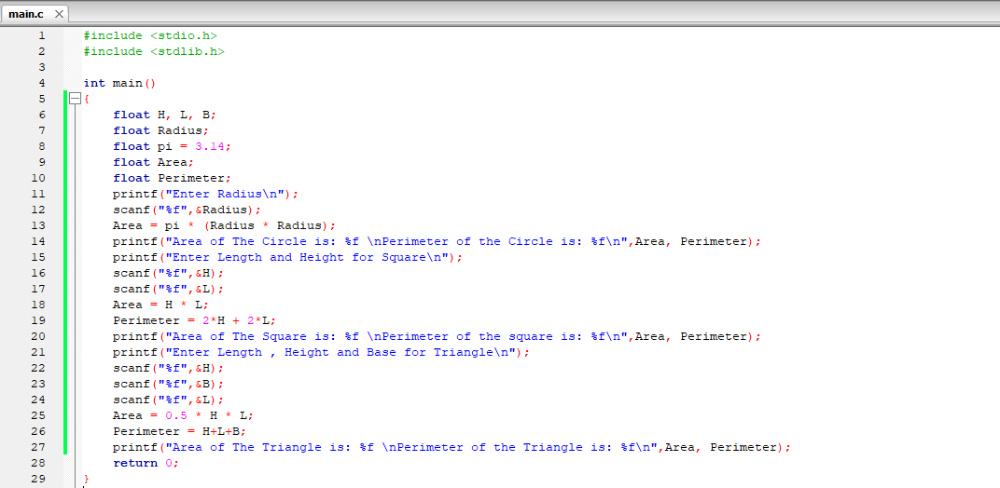 main.c
1 #include <stdio.h>
2 #include <stdlib.h>
3
4 int main()
5 {
6 float H, L, B;
7 float Radius;
8 float pi = 3.14;
9 float Area;
10 float Perimeter;
11 printf("Enter Radius\n");
12 scanf("%f",&Radius);
13 Area = pi * (Radius * Radius);
14 printf("Area of The Circle is: %f \nPerimeter of the Circle is: %f\n",Area, Perimeter);
15 printf("Enter Length and Height for Square\n");
16 scanf("%f",&H);
17 scanf("%f",&L);
18 Area = H * L;
19 Perimeter = 2*H + 2*L;
20 printf("Area of The Square is: %f \nPerimeter of the square is: %f\n",Area, Perimeter);
21 printf("Enter Length , Height and Base for Triangle\n");
22 scanf("%f",&H);
23 scanf("%f",&B);
24 scanf("%f",&L);
25 Area = 0.5 * H * L;
26 Perimeter = H+L+B;
27 printf("Area of The Triangle is: %f \nPerimeter of the Triangle is: %f\n",Area, Perimeter);
28 return 0;
29 }